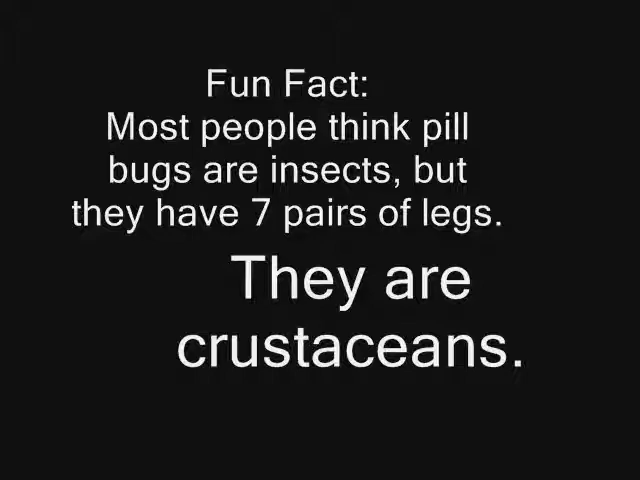 Fun Fact:
Most people think pill
bugs are insects, but
they have 7 pairs of legs.
They are
crustaceans.